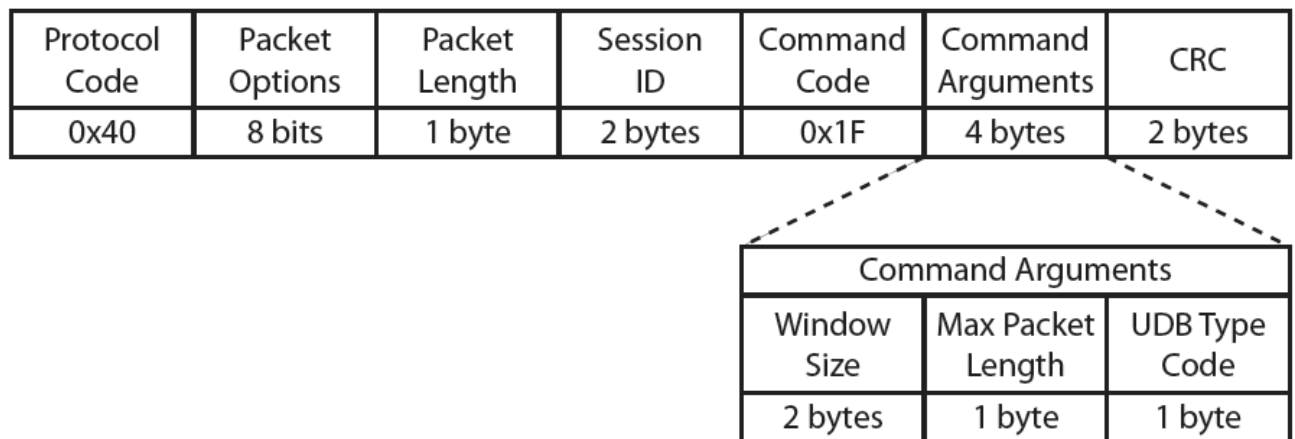 Protocol Code Packet Options Packet Length Session ID Command Code Command Arguments CRC
0x40 8 bits 1 byte 2 bytes 0x1F 4 bytes 2 bytes
Command Arguments
Window Size Max Packet Length UDB Type Code
2 bytes 1 byte 1 byte